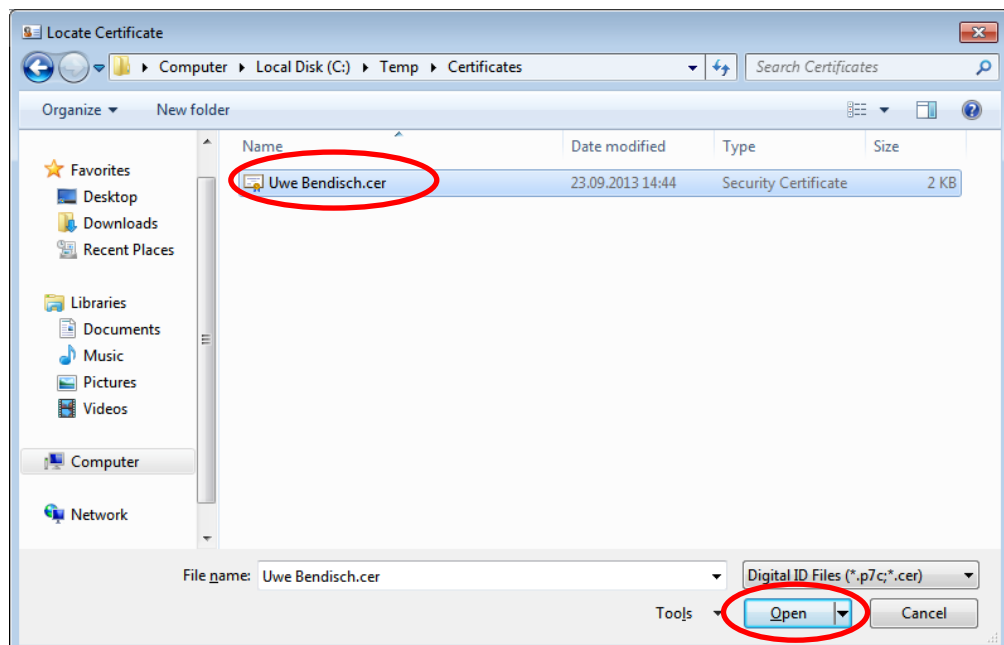 Locate Certificate
Computer Local Disk (C:) Temp Certificates Search Certificates
Organize New folder
Name Date modified Type Size
Uwe Bendisch.cer 23.09.2013 14:44 Security Certificate 2 KB
Favorites
Desktop
Downloads
Recent Places
Libraries
Documents
Music
Pictures
Videos
Computer
Network
File name: Uwe Bendisch.cer Digital ID Files (*.p7c;*.cer)
Tools Open Cancel